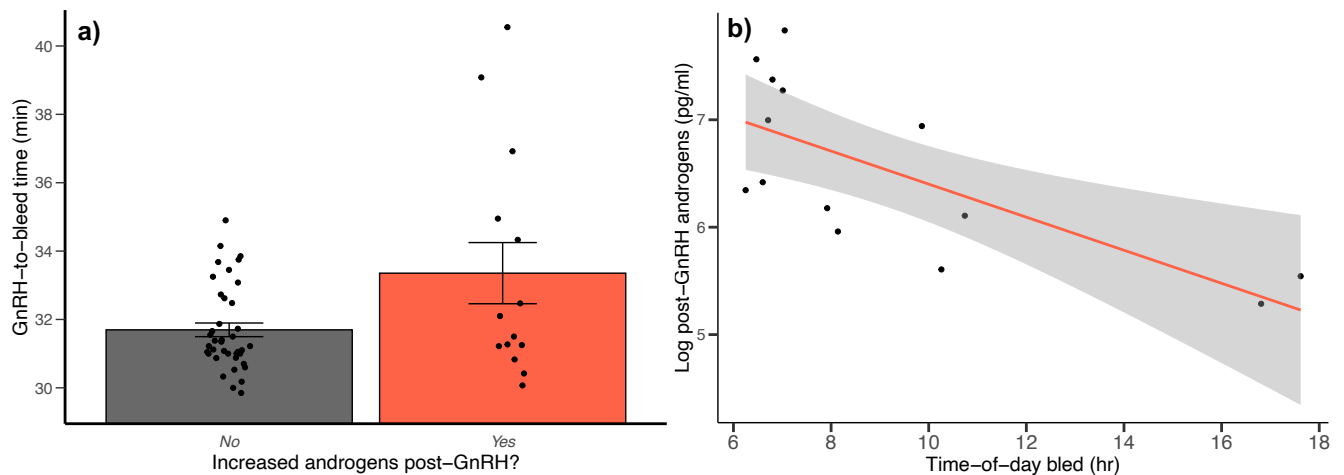 a)
GnRH−to−bleed time (min)
40
38
36
34
32
30
No Yes
Increased androgens post−GnRH?
b)
Log post−GnRH androgens (pg/ml)
7
6
5
6 8 10 12 14 16 18
Time−of−day bled (hr)